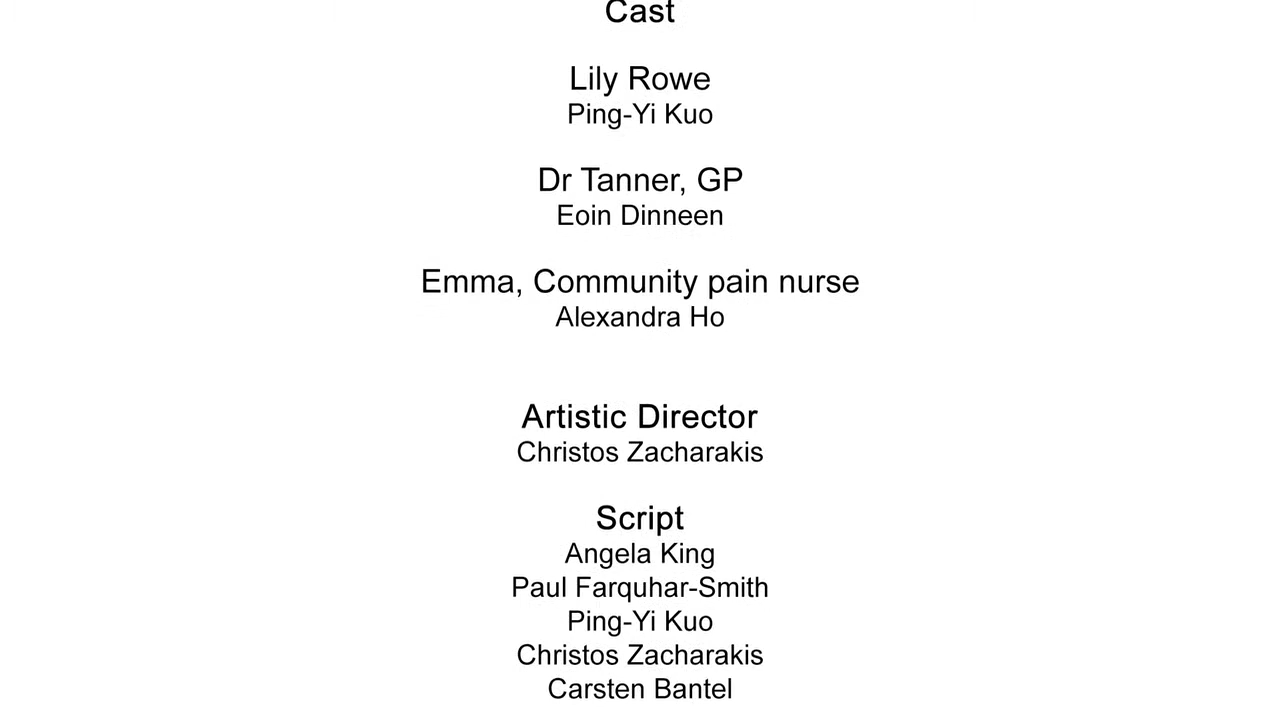 Cast
Lily Rowe
Ping-Yi Kuo
Dr Tanner, GP
Eoin Dinneen
Emma, Community pain nurse
Alexandra Ho
Artistic Director
Christos Zacharakis
Script
Angela King
Paul Farquhar-Smith
Ping-Yi Kuo
Christos Zacharakis
Carsten Bantel